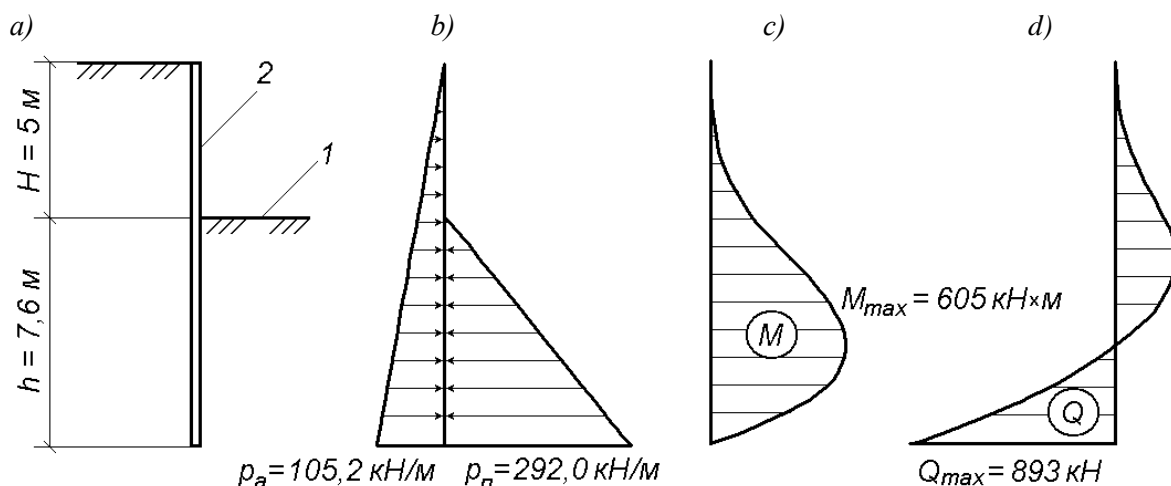 a)
b)
c)
d)
2
H = 5 м
1
h = 7,6 м
M
Mmax = 605 кН×м
Q
pa=105,2 кН/м
pп=292,0 кН/м
Qmax = 893 кН